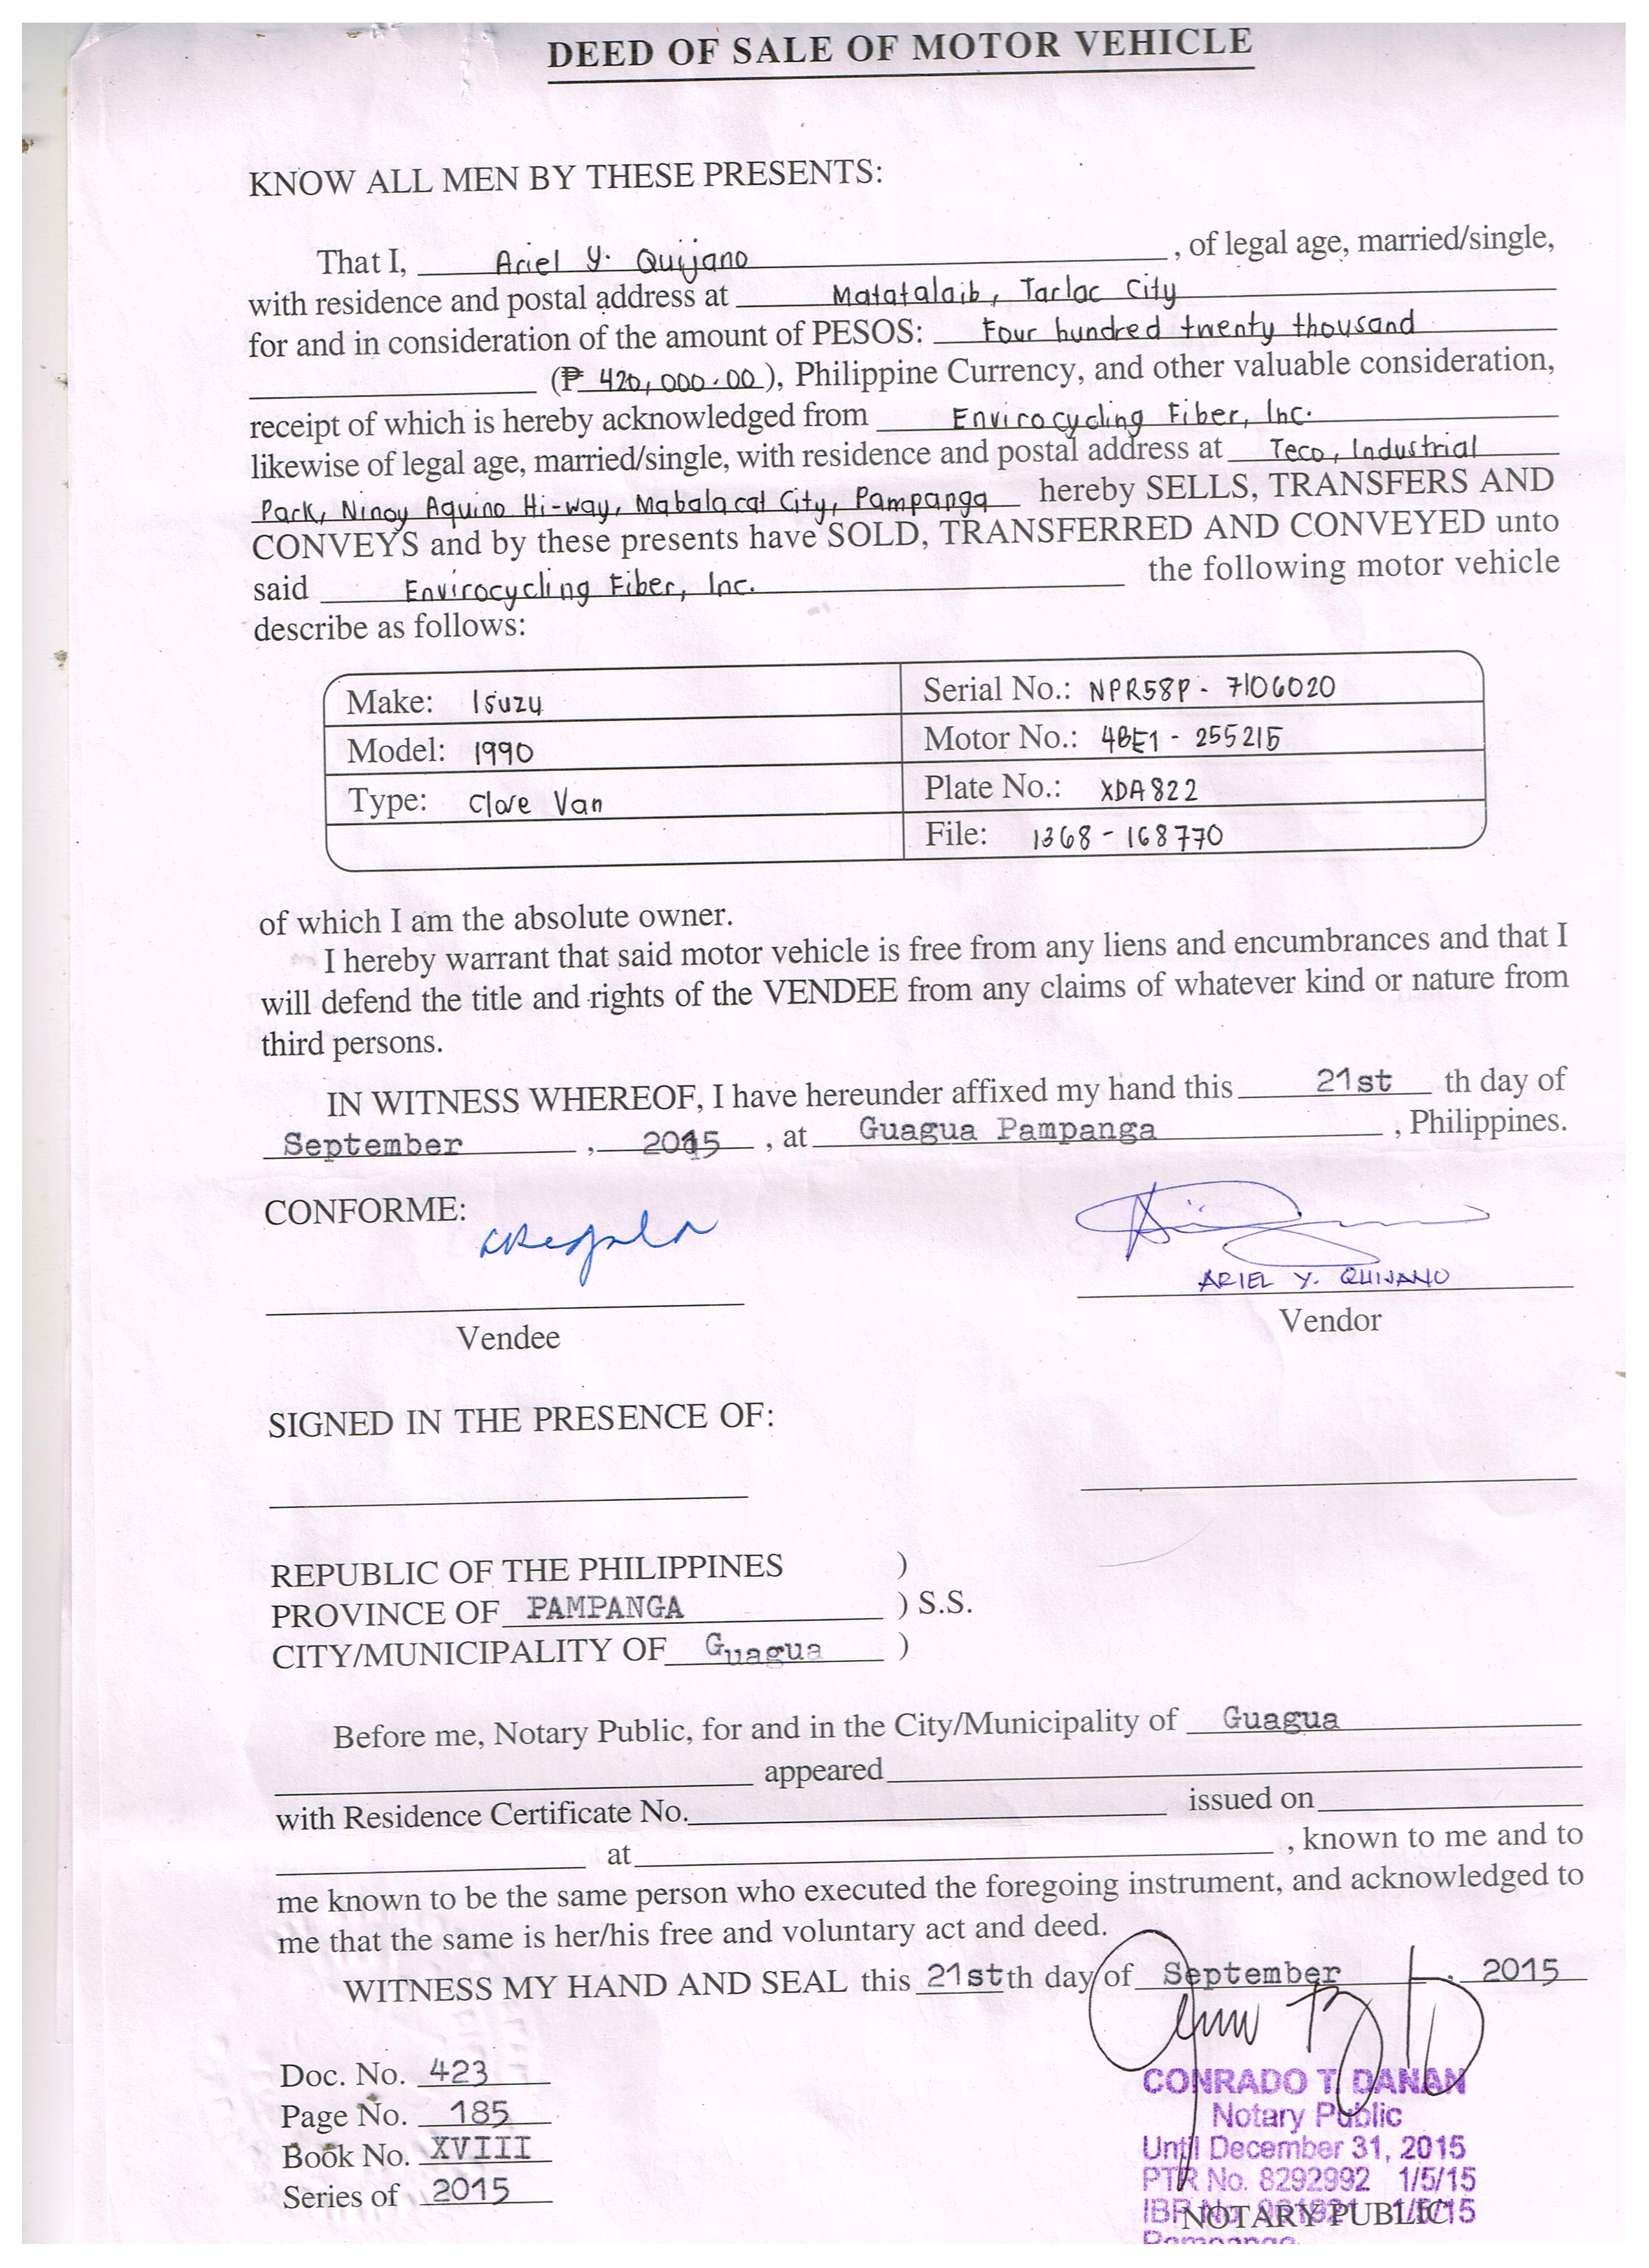 DEED OF SALE OF MOTOR VEHICLE
KNOW ALL MEN BY THESE PRESENTS:
That I, Ariel Y. Quijano, of legal age, married/single,
with residence and postal address at Matatalaib, Tarlac City
for and in consideration of the amount of PESOS: Four hundred twenty thousand
(₱ 420,000.00), Philippine Currency, and other valuable consideration,
receipt of which is hereby acknowledged from Envirocycling Fiber, Inc.
likewise of legal age, married/single, with residence and postal address at Teco, Industrial
Park, Ninoy Aquino Hi-way, Mabalacat City, Pampanga hereby SELLS, TRANSFERS AND
CONVEYS and by these presents have SOLD, TRANSFERRED AND CONVEYED unto
said Envirocycling Fiber, Inc. the following motor vehicle
describe as follows:
Make: Isuzu Serial No.: NPR58P - 7106020
Model: 1990 Motor No.: 4BE1 - 255215
Type: Clore Van Plate No.: XDA822
File: 1368 - 168770
of which I am the absolute owner.
I hereby warrant that said motor vehicle is free from any liens and encumbrances and that I
will defend the title and rights of the VENDEE from any claims of whatever kind or nature from
third persons.
IN WITNESS WHEREOF, I have hereunder affixed my hand this 21st th day of
September, 2015, at Guagua Pampanga, Philippines.
CONFORME:
ARIEL Y. QUIJANO
Vendee Vendor
SIGNED IN THE PRESENCE OF:
REPUBLIC OF THE PHILIPPINES )
PROVINCE OF PAMPANGA ) S.S.
CITY/MUNICIPALITY OF Guagua )
Before me, Notary Public, for and in the City/Municipality of Guagua
appeared
with Residence Certificate No. issued on
at , known to me and to
me known to be the same person who executed the foregoing instrument, and acknowledged to
me that the same is her/his free and voluntary act and deed.
WITNESS MY HAND AND SEAL this 21st th day of September, 2015
Doc. No. 423
Page No. 185
Book No. XVIII
Series of 2015
CONRADO T. DANAN
Notary Public
Until December 31, 2015
PTR No. 8292992 1/5/15
IBP No. 1/5/15
NOTARY PUBLIC
Pampanga